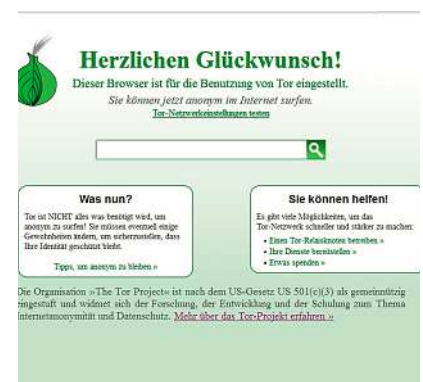 Herzlichen Glückwunsch!
Dieser Browser ist für die Benutzung von Tor eingestellt.
Sie können jetzt anonym im Internet surfen.
Tor-Netzwerkeinstellungen testen
Was nun?
Tor ist NICHT alles was benötigt wird, um
anonym zu surfen! Sie müssen eventuell einige
Gewohnheiten ändern, um sicherzustellen, dass
Ihre Identität geschützt bleibt.
Tipps, um anonym zu bleiben »
Sie können helfen!
Es gibt viele Möglichkeiten, um das
Tor-Netzwerk schneller und stärker zu machen:
• Einen Tor-Relaisknoten betreiben »
• Ihre Dienste bereitstellen »
• Etwas spenden »
Die Organisation »The Tor Project« ist nach dem US-Gesetz US 501(c)(3) als gemeinnützig
eingestuft und widmet sich der Forschung, der Entwicklung und der Schulung zum Thema
Internetanonymität und Datenschutz. Mehr über das Tor-Projekt erfahren »